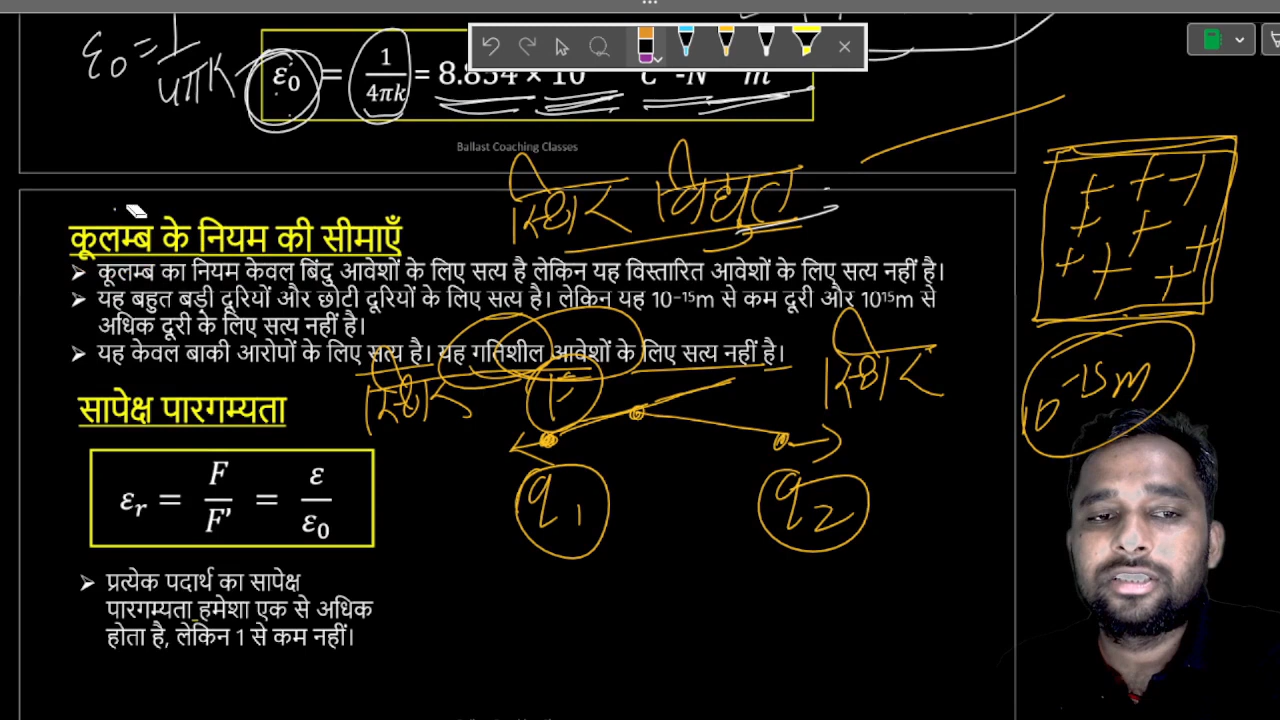 ε₀ = 1/4πk
ε₀ = 1/4πk = 8.854 × 10
Ballast Coaching Classes
स्थिर विद्युत
कूलम्ब के नियम की सीमाएँ
➢ कूलम्ब का नियम केवल बिंदु आवेशों के लिए सत्य है लेकिन यह विस्तारित आवेशों के लिए सत्य नहीं है।
➢ यह बहुत बड़ी दूरियों और छोटी दूरियों के लिए सत्य है। लेकिन यह 10⁻¹⁵m से कम दूरी और 10¹⁵m से
अधिक दूरी के लिए सत्य नहीं है।
➢ यह केवल बाकी आरोपों के लिए सत्य है। यह गतिशील आवेशों के लिए सत्य नहीं है।
स्थिर स्थिर
10⁻¹⁵m
सापेक्ष पारगम्यता
εᵣ = F/F' = ε/ε₀
q₁ q₂
➢ प्रत्येक पदार्थ का सापेक्ष
पारगम्यता हमेशा एक से अधिक
होता है, लेकिन 1 से कम नहीं।